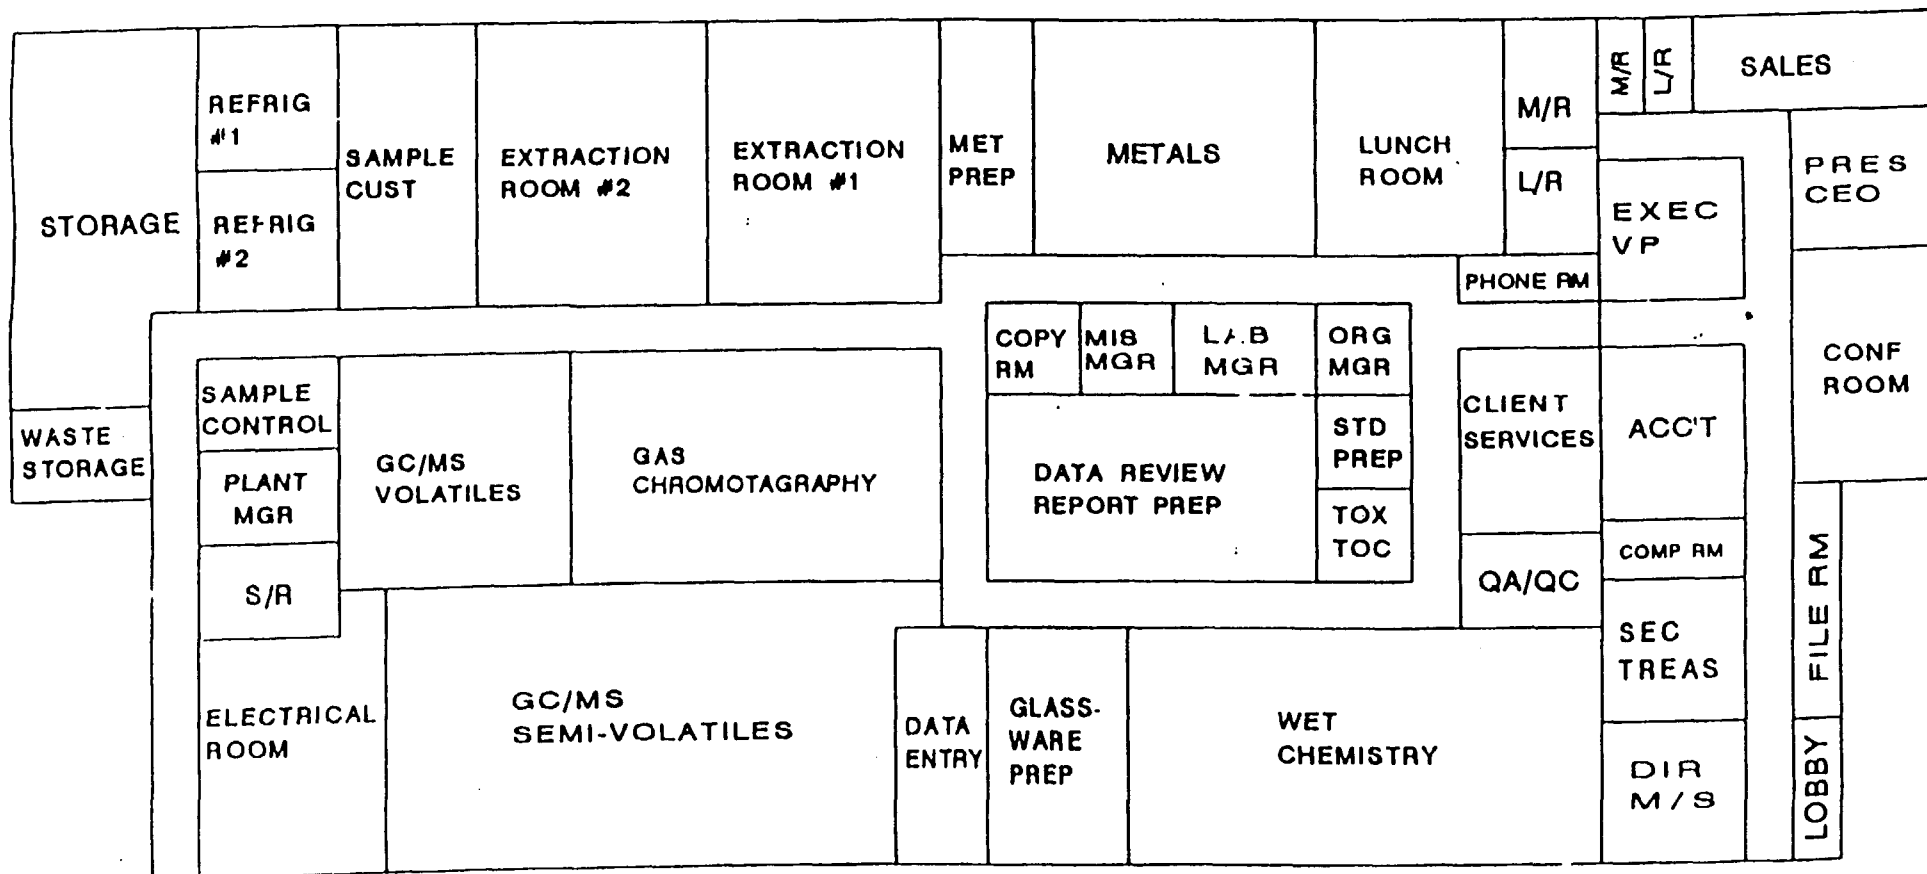 STORAGE
REFRIG
#1
REFRIG
#2
SAMPLE
CUST
EXTRACTION
ROOM #2
EXTRACTION
ROOM #1
MET
PREP
METALS
LUNCH
ROOM
M/R
L/R
M/R
L/R
SALES
PRES
CEO
EXEC
VP
PHONE RM
CONF
ROOM
COPY
RM
MIS
MGR
LAB
MGR
ORG
MGR
STD
PREP
TOX
TOC
DATA REVIEW
REPORT PREP
CLIENT
SERVICES
ACC'T
QA/QC
COMP RM
SEC
TREAS
DIR
M/S
FILE RM
LOBBY
WASTE
STORAGE
SAMPLE
CONTROL
PLANT
MGR
S/R
GC/MS
VOLATILES
GAS
CHROMOTAGRAPHY
ELECTRICAL
ROOM
GC/MS
SEMI-VOLATILES
DATA
ENTRY
GLASS-
WARE
PREP
WET
CHEMISTRY